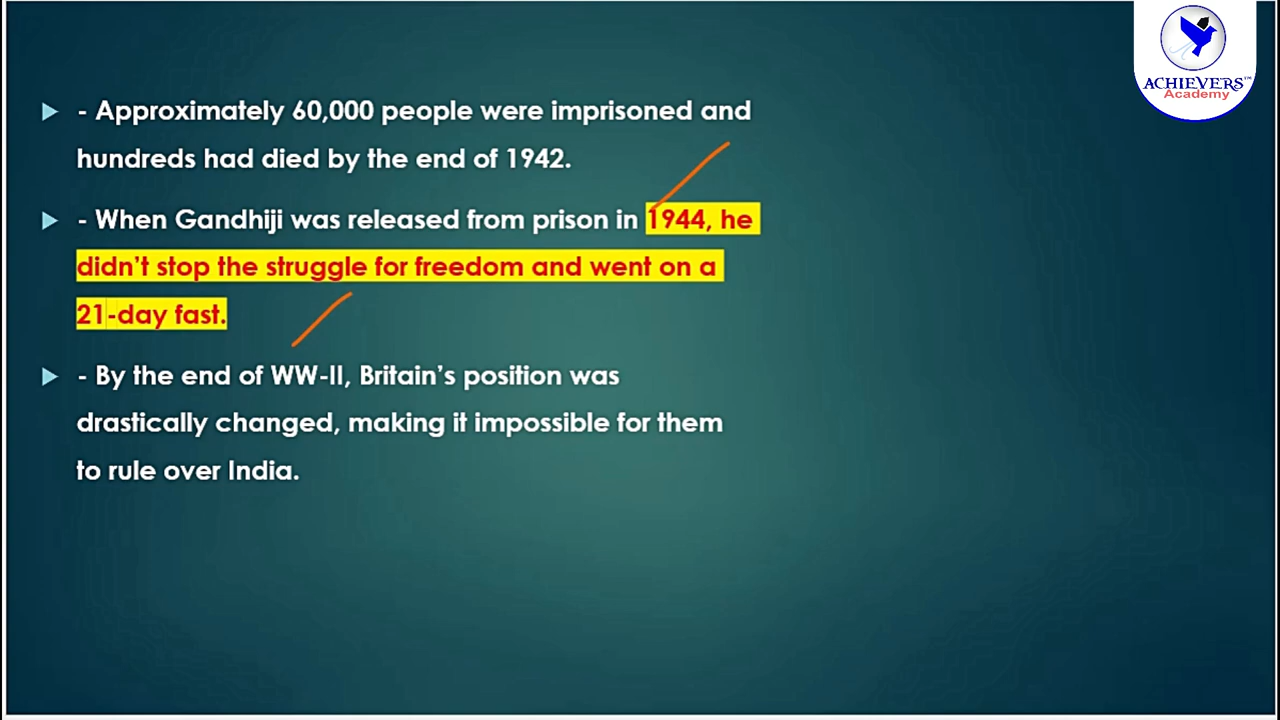 ACHIEVERS™
Academy
- Approximately 60,000 people were imprisoned and
hundreds had died by the end of 1942.
- When Gandhiji was released from prison in 1944, he
didn’t stop the struggle for freedom and went on a
21-day fast.
- By the end of WW-II, Britain’s position was
drastically changed, making it impossible for them
to rule over India.